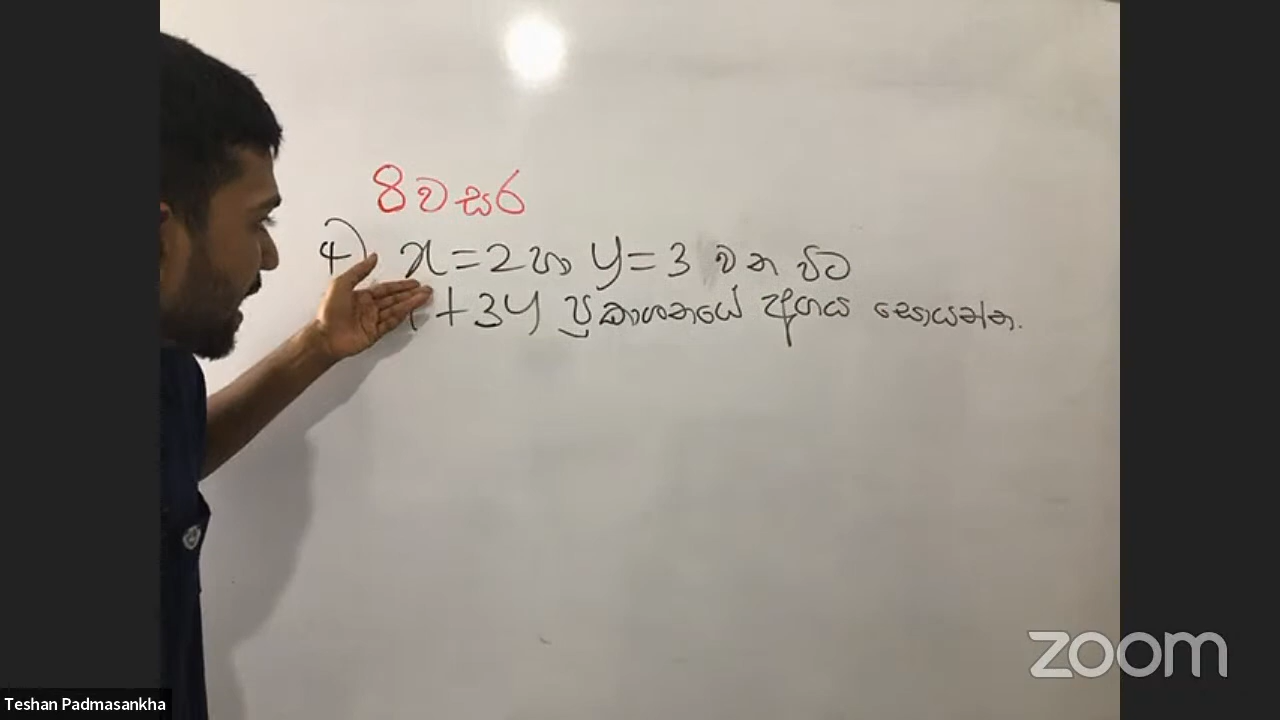 8 වසර
4) x = 2 හා y = 3 වන විට
+ 3y ප්‍රකාශනයේ අගය සොයන්න.
zoom
Teshan Padmasankha